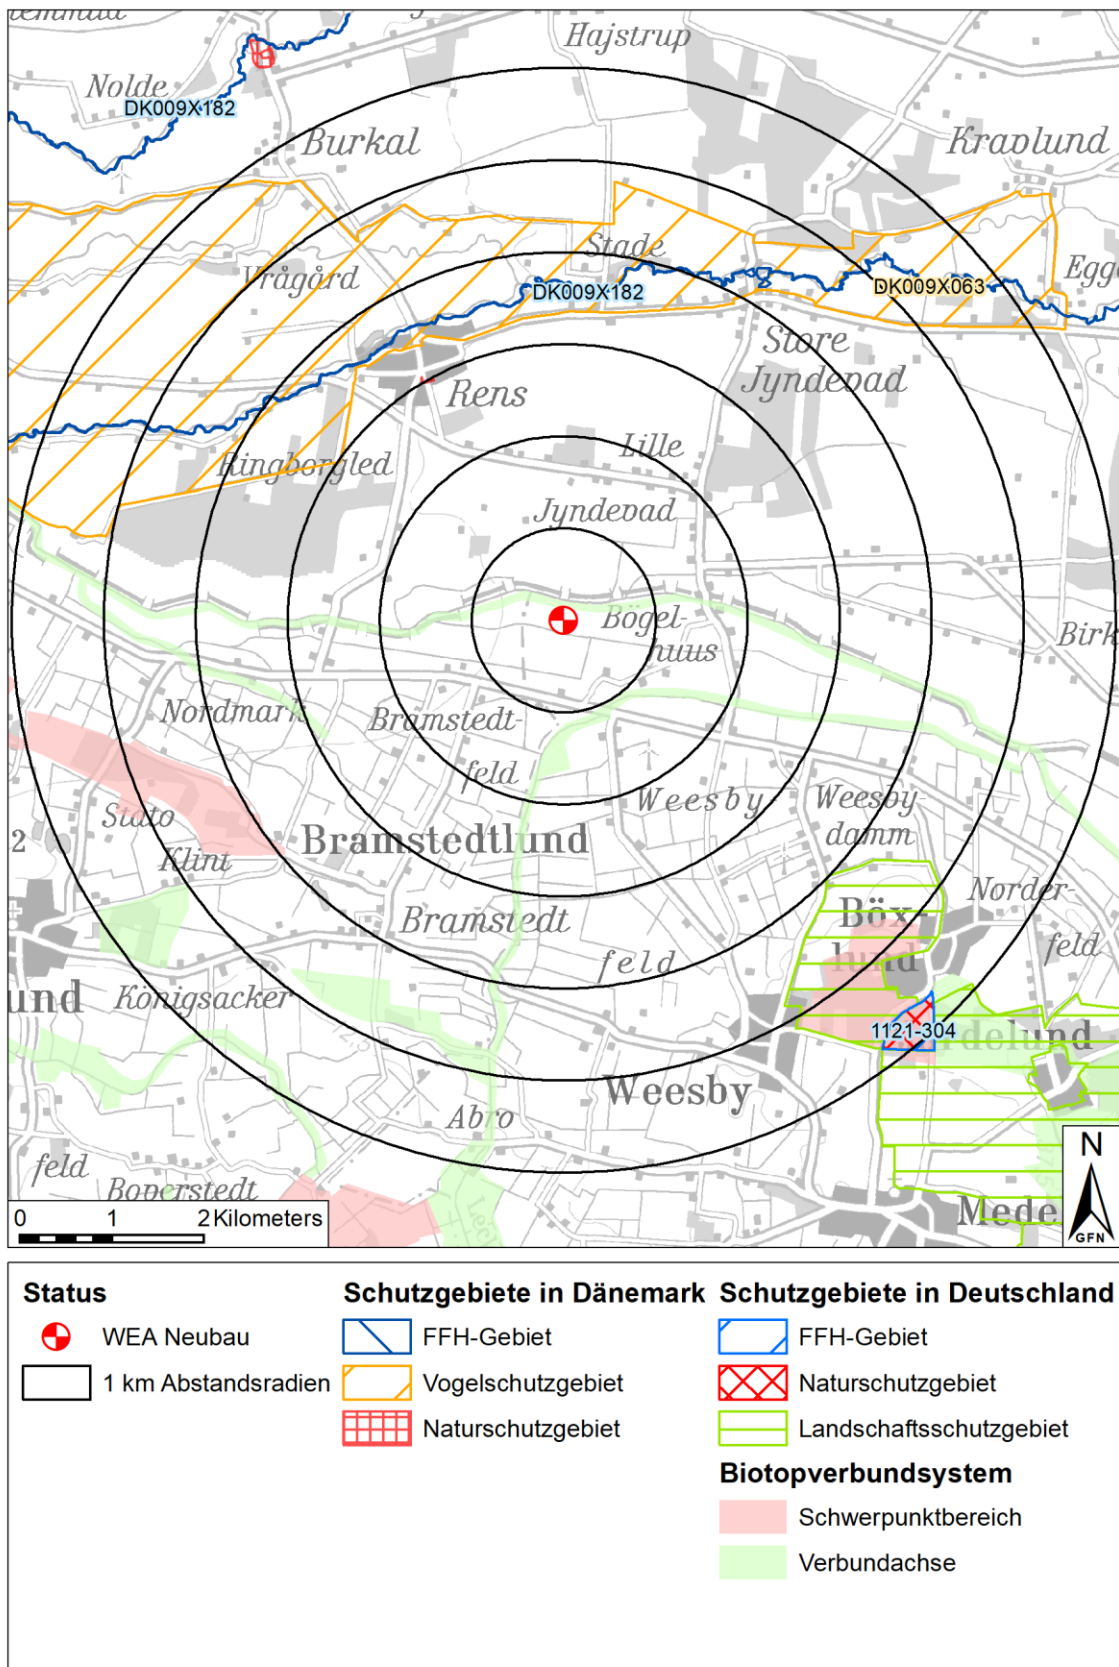 Hajstrup
Nolde
DK009X182
Burkal
Kravlund
Stade
Vrågård
DK009X182
DK009X063
Egge
Store
Jyndevad
Rens
Lille
Ringborgled
Jyndevad
Bögel-
huus
Birk
Nordmark
Bramstedt-
feld
Weesby-
Weesby-
damm
2
Klint
Bramstedtlund
Norder-
feld
Böx-
lund
Bramstedt
feld
und
Königsacker
1121-304
delund
Weesby
Abro
feld
Boverstedt
Mede
N
GFN
0 1 2 Kilometers
Status
WEA Neubau
1 km Abstandsradien
Schutzgebiete in Dänemark
FFH-Gebiet
Vogelschutzgebiet
Naturschutzgebiet
Schutzgebiete in Deutschland
FFH-Gebiet
Naturschutzgebiet
Landschaftsschutzgebiet
Biotopverbundsystem
Schwerpunktbereich
Verbundachse